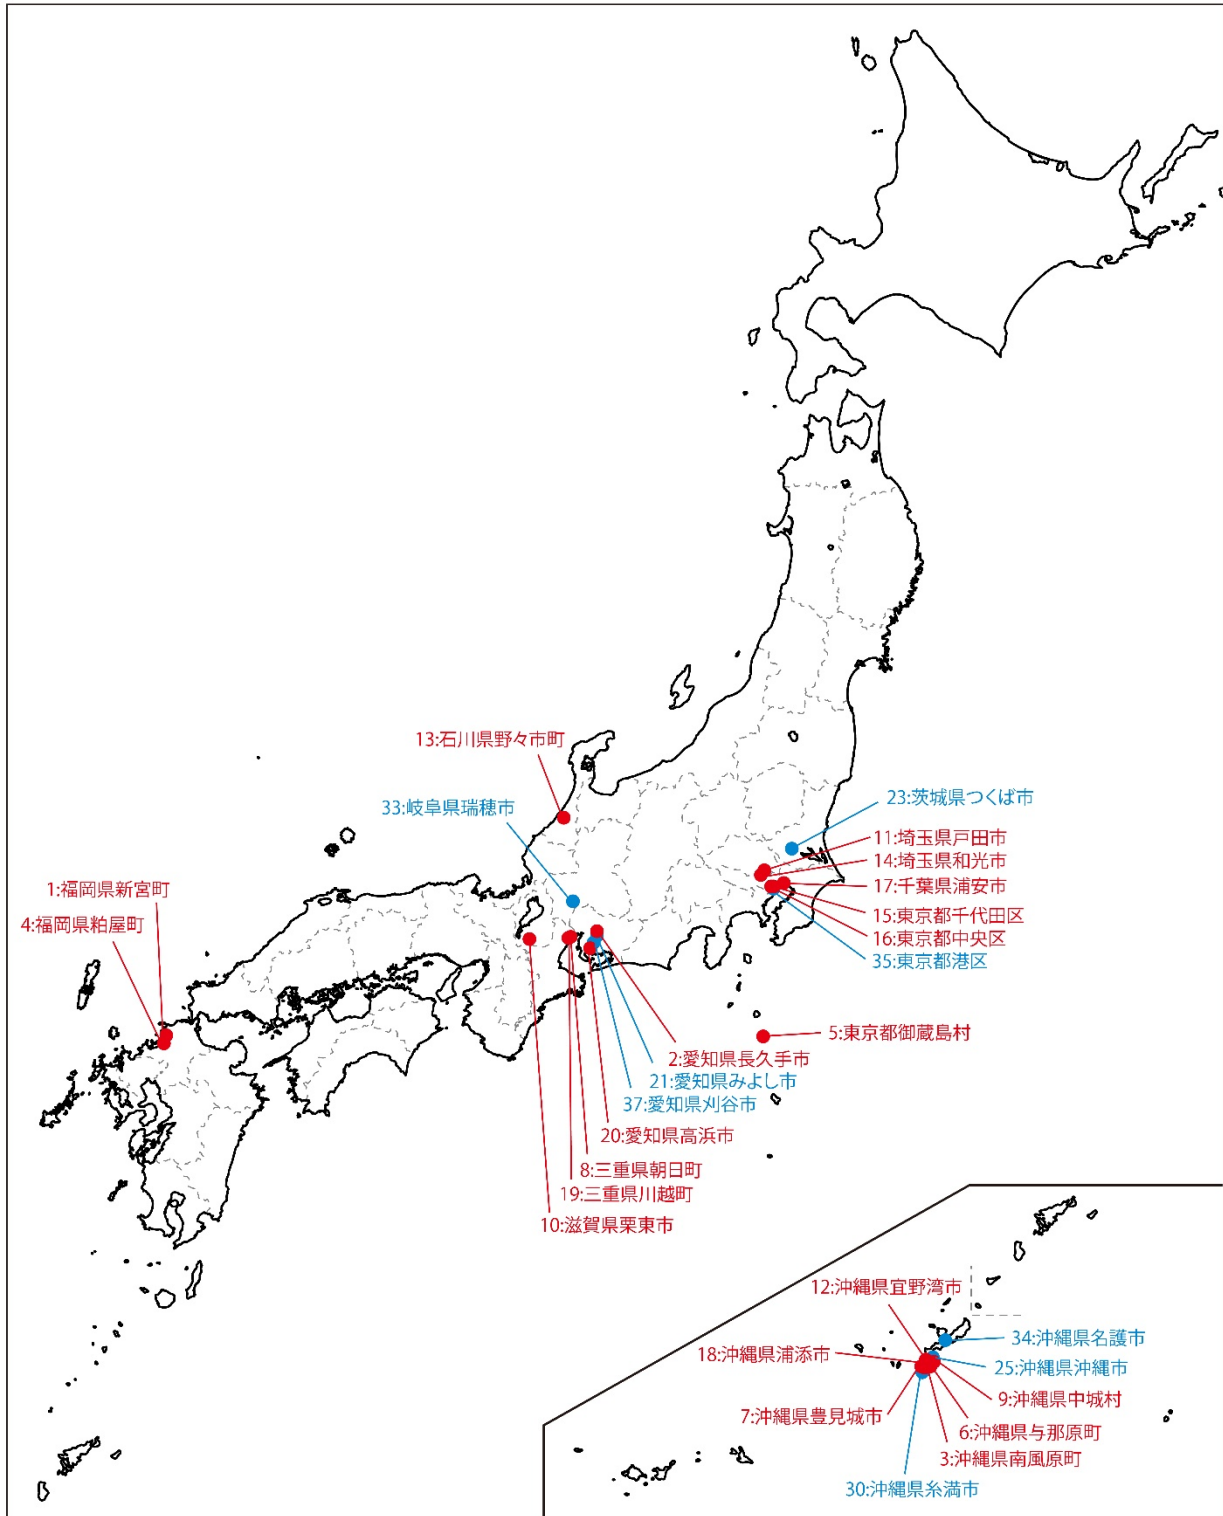 13:石川県野々市町
33:岐阜県瑞穂市
23:茨城県つくば市
11:埼玉県戸田市
14:埼玉県和光市
17:千葉県浦安市
15:東京都千代田区
16:東京都中央区
35:東京都港区
1:福岡県新宮町
4:福岡県粕屋町
5:東京都御蔵島村
2:愛知県長久手市
21:愛知県みよし市
37:愛知県刈谷市
20:愛知県高浜市
8:三重県朝日町
19:三重県川越町
10:滋賀県栗東市
12:沖縄県宜野湾市
34:沖縄県名護市
18:沖縄県浦添市
25:沖縄県沖縄市
9:沖縄県中城村
7:沖縄県豊見城市
6:沖縄県与那原町
3:沖縄県南風原町
30:沖縄県糸満市